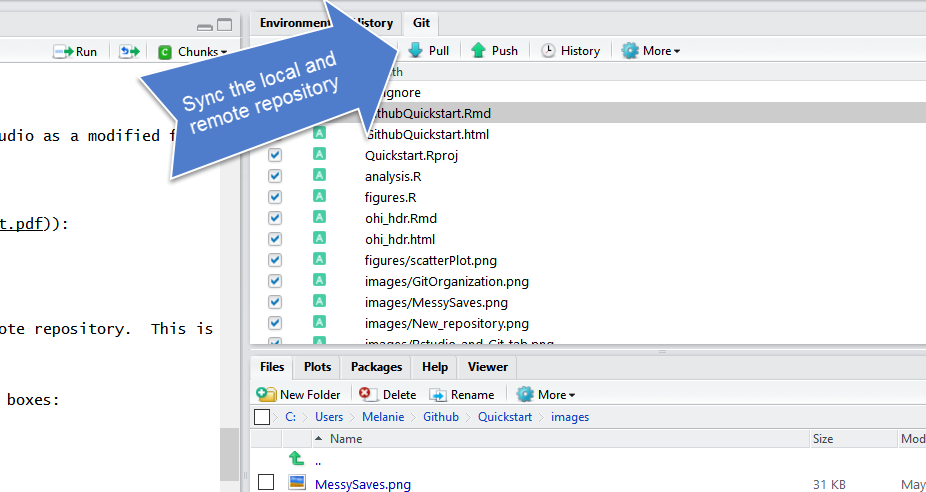 Environment History Git
Run Chunks
Pull Push History More
Sync the local and
remote repository
GithubQuickstart.Rmd
udio as a modified
GithubQuickstart.html
A
Quickstart.Rproj
A
analysis.R
A
figures.R
A
t.pdf)):
ohi_hdr.Rmd
A
ohi_hdr.html
A
figures/scatterPlot.png
A
images/GitOrganization.png
A
images/MessySaves.png
A
ote repository. This is
images/New_repository.png
A
images/Rstudio_and_Git_tab.png
Files Plots Packages Help Viewer
New Folder Delete Rename More
boxes:
C: Users Melanie Github Quickstart images
Name Size Mod
..
MessySaves.png 31 KB May